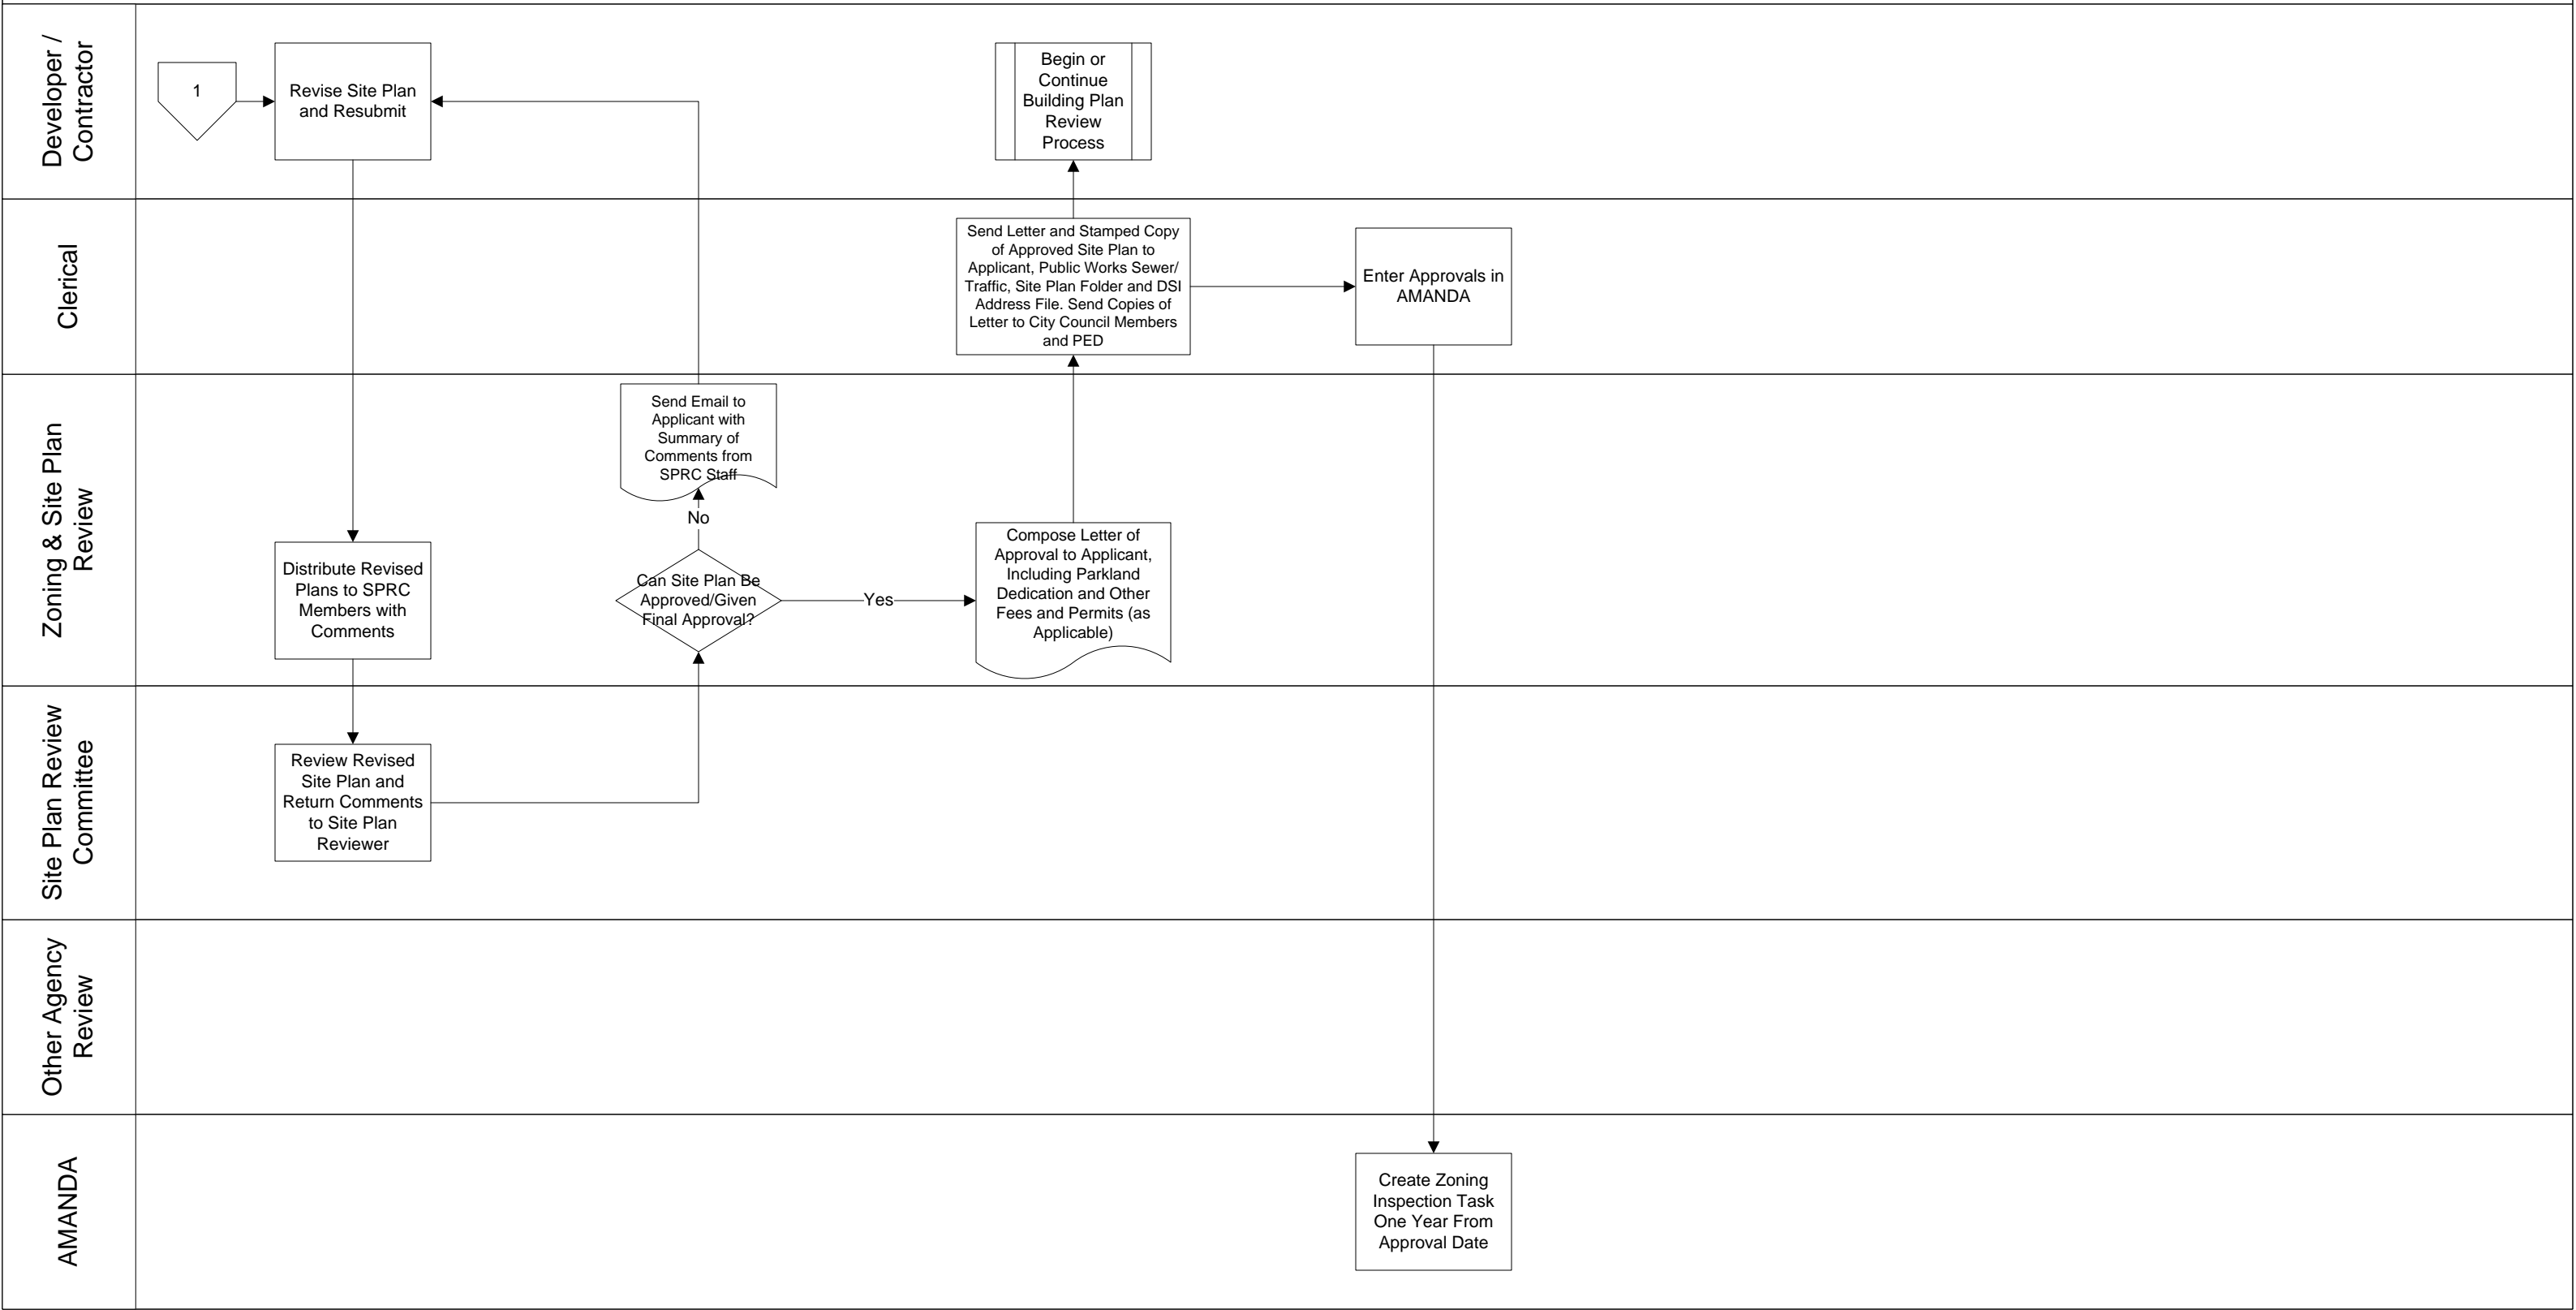 Developer /
Contractor
1
Revise Site Plan
and Resubmit
Begin or
Continue
Building Plan
Review
Process
Clerical
Send Letter and Stamped Copy
of Approved Site Plan to
Applicant, Public Works Sewer/
Traffic, Site Plan Folder and DSI
Address File. Send Copies of
Letter to City Council Members
and PED
Enter Approvals in
AMANDA
Zoning & Site Plan
Review
Send Email to
Applicant with
Summary of
Comments from
SPRC Staff
No
Distribute Revised
Plans to SPRC
Members with
Comments
Can Site Plan Be
Approved/Given
Final Approval?
Yes
Compose Letter of
Approval to Applicant,
Including Parkland
Dedication and Other
Fees and Permits (as
Applicable)
Site Plan Review
Committee
Review Revised
Site Plan and
Return Comments
to Site Plan
Reviewer
Other Agency
Review
AMANDA
Create Zoning
Inspection Task
One Year From
Approval Date